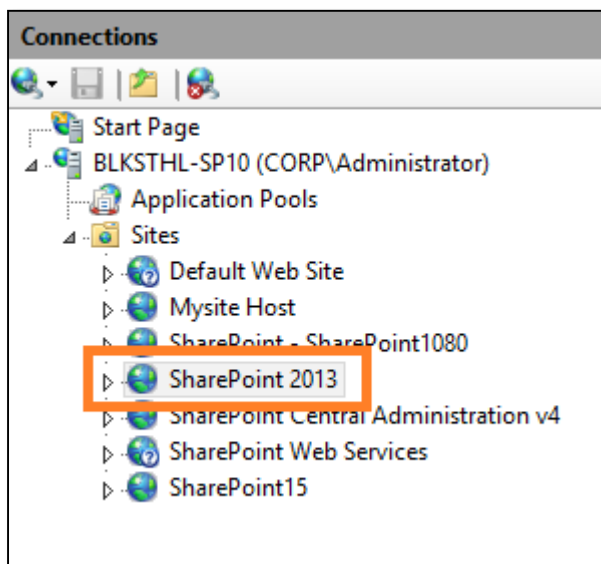 Connections
Start Page
BLKSTHL-SP10 (CORP\Administrator)
Application Pools
Sites
Default Web Site
Mysite Host
SharePoint - SharePoint1080
SharePoint 2013
SharePoint Central Administration v4
SharePoint Web Services
SharePoint15